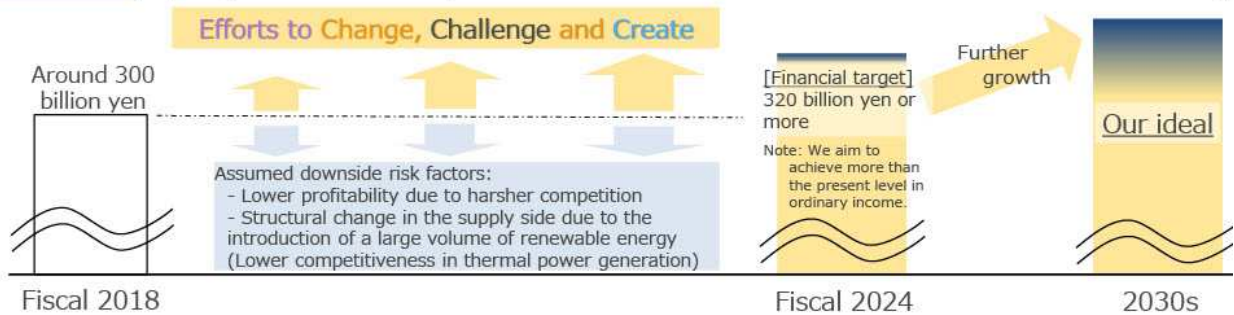 Efforts to Change, Challenge and Create
Around 300
billion yen
[Financial target]
320 billion yen or
more
Note: We aim to
achieve more than
the present level in
ordinary income.
Further
growth
Our ideal
Assumed downside risk factors:
- Lower profitability due to harsher competition
- Structural change in the supply side due to the
introduction of a large volume of renewable energy
(Lower competitiveness in thermal power generation)
Fiscal 2018
Fiscal 2024
2030s